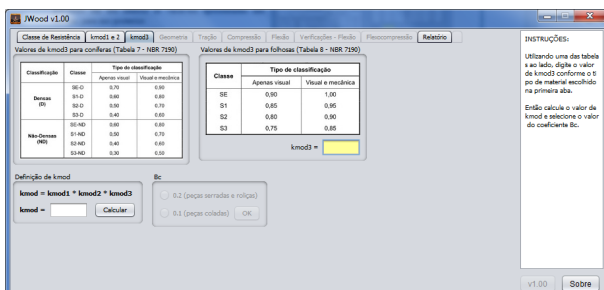 JWood v1.00
Classe de Resistência kmod1 e 2 kmod3 Geometria Tração Compressão Flexão Verificações - Flexão Flexocompressão Relatório
Valores de kmod3 para coníferas (Tabela 7 - NBR 7190)
Classificação Classe Tipo de classificação
Apenas visual Visual e mecânica
Densas (D)
SE-D 0,70 0,90
S1-D 0,60 0,80
S2-D 0,50 0,70
S3-D 0,40 0,60
Não-Densas (ND)
SE-ND 0,60 0,80
S1-ND 0,50 0,70
S2-ND 0,40 0,60
S3-ND 0,30 0,50
Valores de kmod3 para folhosas (Tabela 8 - NBR 7190)
Classe Tipo de classificação
Apenas visual Visual e mecânica
SE 0,90 1,00
S1 0,85 0,95
S2 0,80 0,90
S3 0,75 0,85
kmod3 =
Definição de kmod
kmod = kmod1 * kmod2 * kmod3
kmod = Calcular
Bc
0.2 (peças serradas e roliças)
0.1 (peças coladas) OK
INSTRUÇÕES:
Utilizando uma das tabela
s ao lado, digite o valor
de kmod3 conforme o ti
po de material escolhido
na primeira aba.
Então calcule o valor de
kmod e selecione o valor
do coeficiente Bc.
v1.00 Sobre